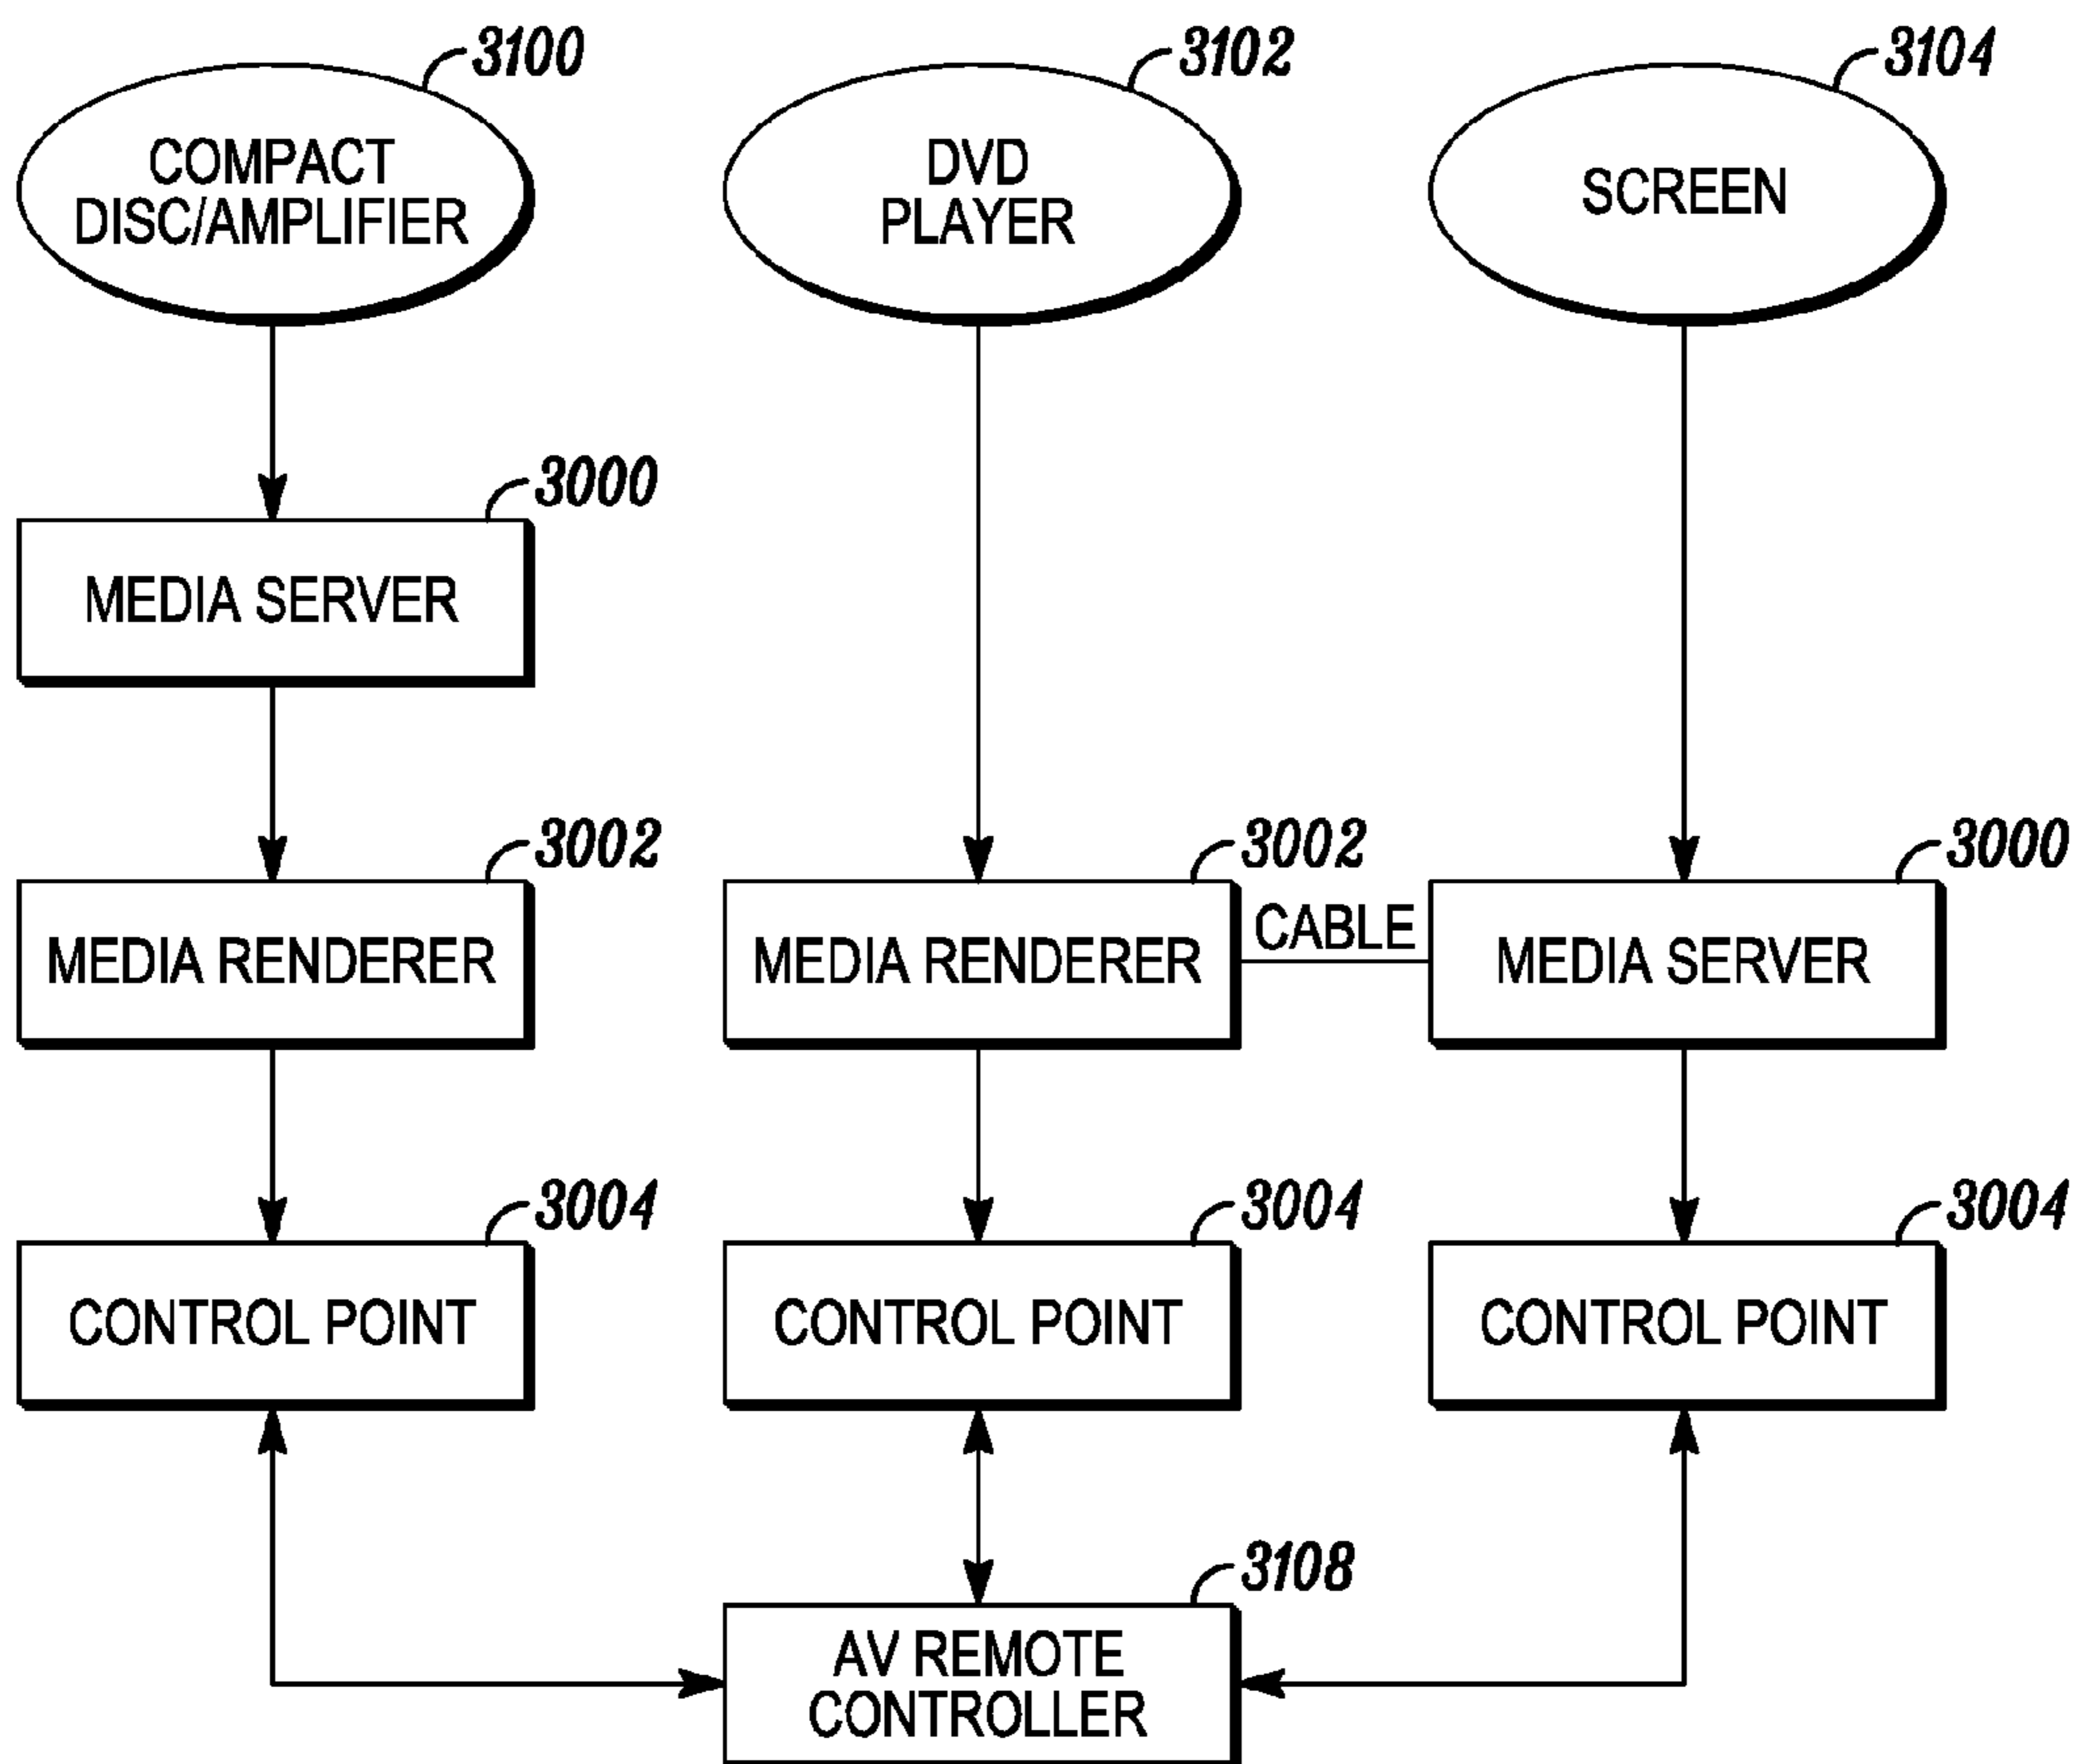 3100
3102
3104
COMPACT
DISC/AMPLIFIER
DVD
PLAYER
SCREEN
3000
MEDIA SERVER
3002
3002
3000
MEDIA RENDERER
MEDIA RENDERER
CABLE
MEDIA SERVER
3004
3004
3004
CONTROL POINT
CONTROL POINT
CONTROL POINT
3108
AV REMOTE
CONTROLLER